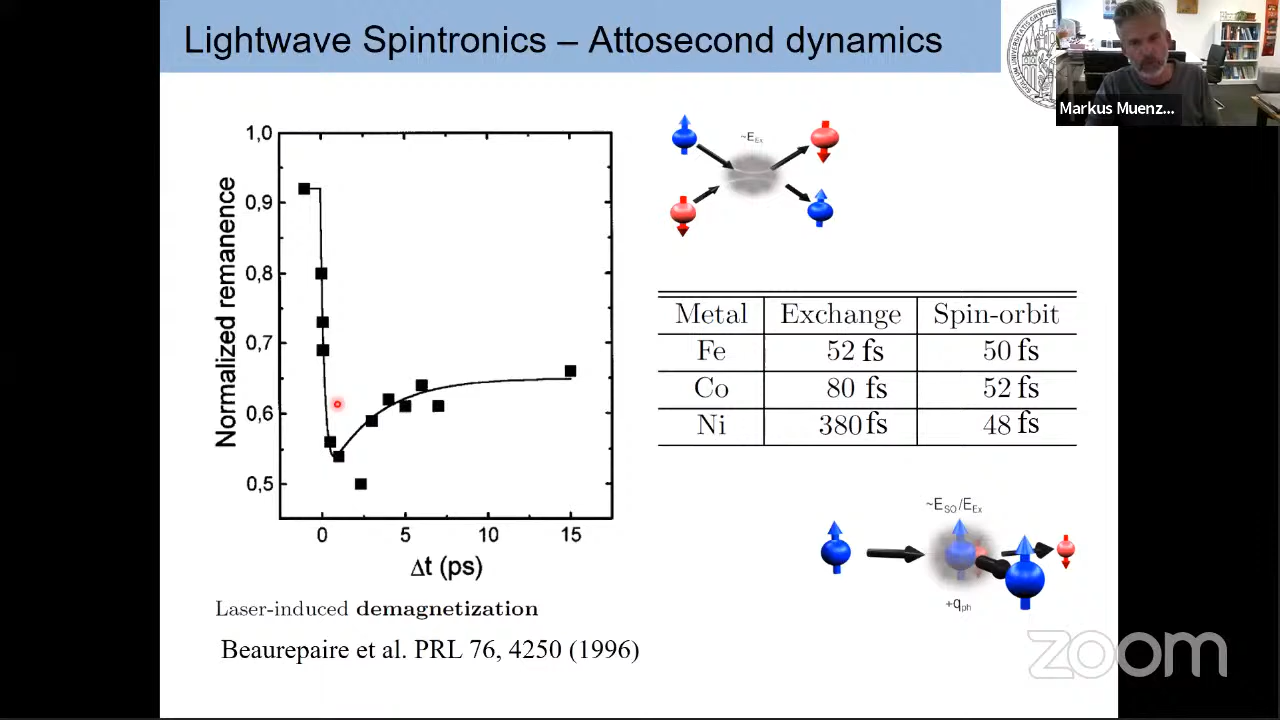 Lightwave Spintronics – Attosecond dynamics
Markus Muenz...
1,0
0,9
0,8
0,7
0,6
0,5
Normalized remanence
0 5 10 15
Δt (ps)
~E_Ex
Metal Exchange Spin-orbit
Fe 52 fs 50 fs
Co 80 fs 52 fs
Ni 380 fs 48 fs
~E_SO/E_Ex
+q_ph
Laser-induced demagnetization
Beaurepaire et al. PRL 76, 4250 (1996)
zoom